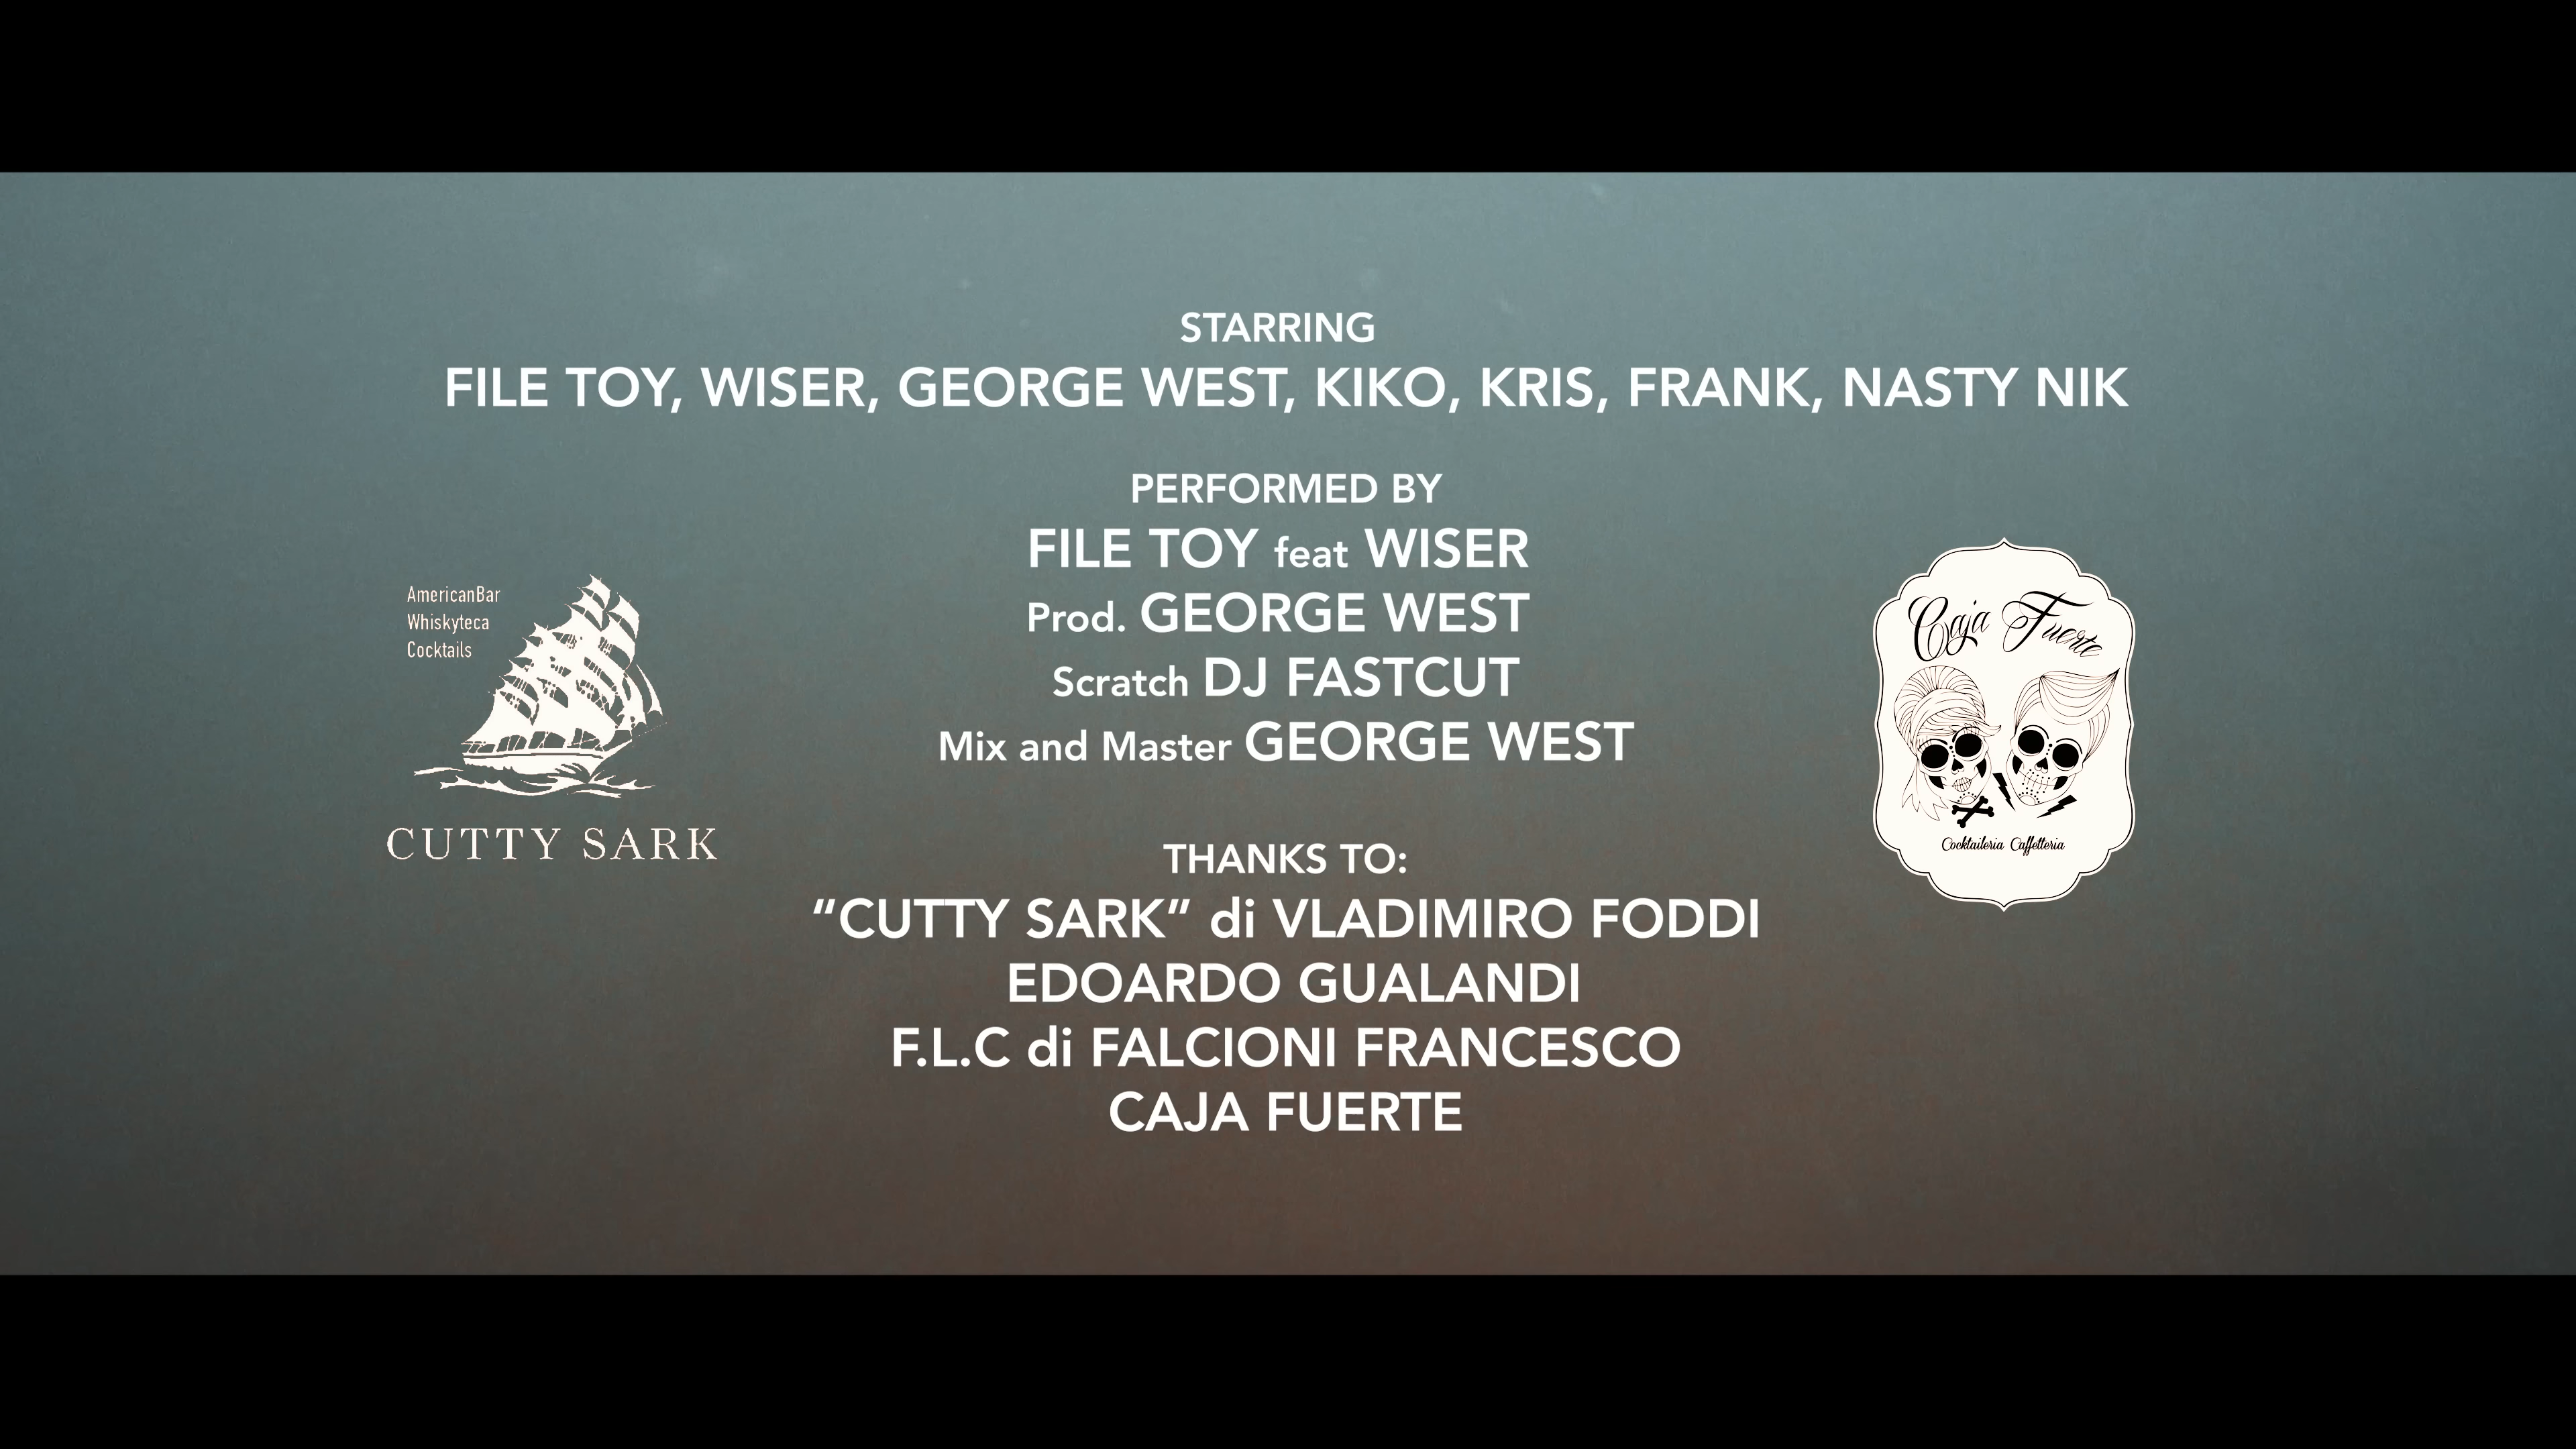 STARRING
FILE TOY, WISER, GEORGE WEST, KIKO, KRIS, FRANK, NASTY NIK
PERFORMED BY
FILE TOY feat WISER
Prod. GEORGE WEST
Scratch DJ FASTCUT
Mix and Master GEORGE WEST
THANKS TO:
“CUTTY SARK” di VLADIMIRO FODDI
EDOARDO GUALANDI
F.L.C di FALCIONI FRANCESCO
CAJA FUERTE
AmericanBar
Whiskyteca
Cocktails
CUTTY SARK
Caja Fuerte
Cocktaileria Caffetteria